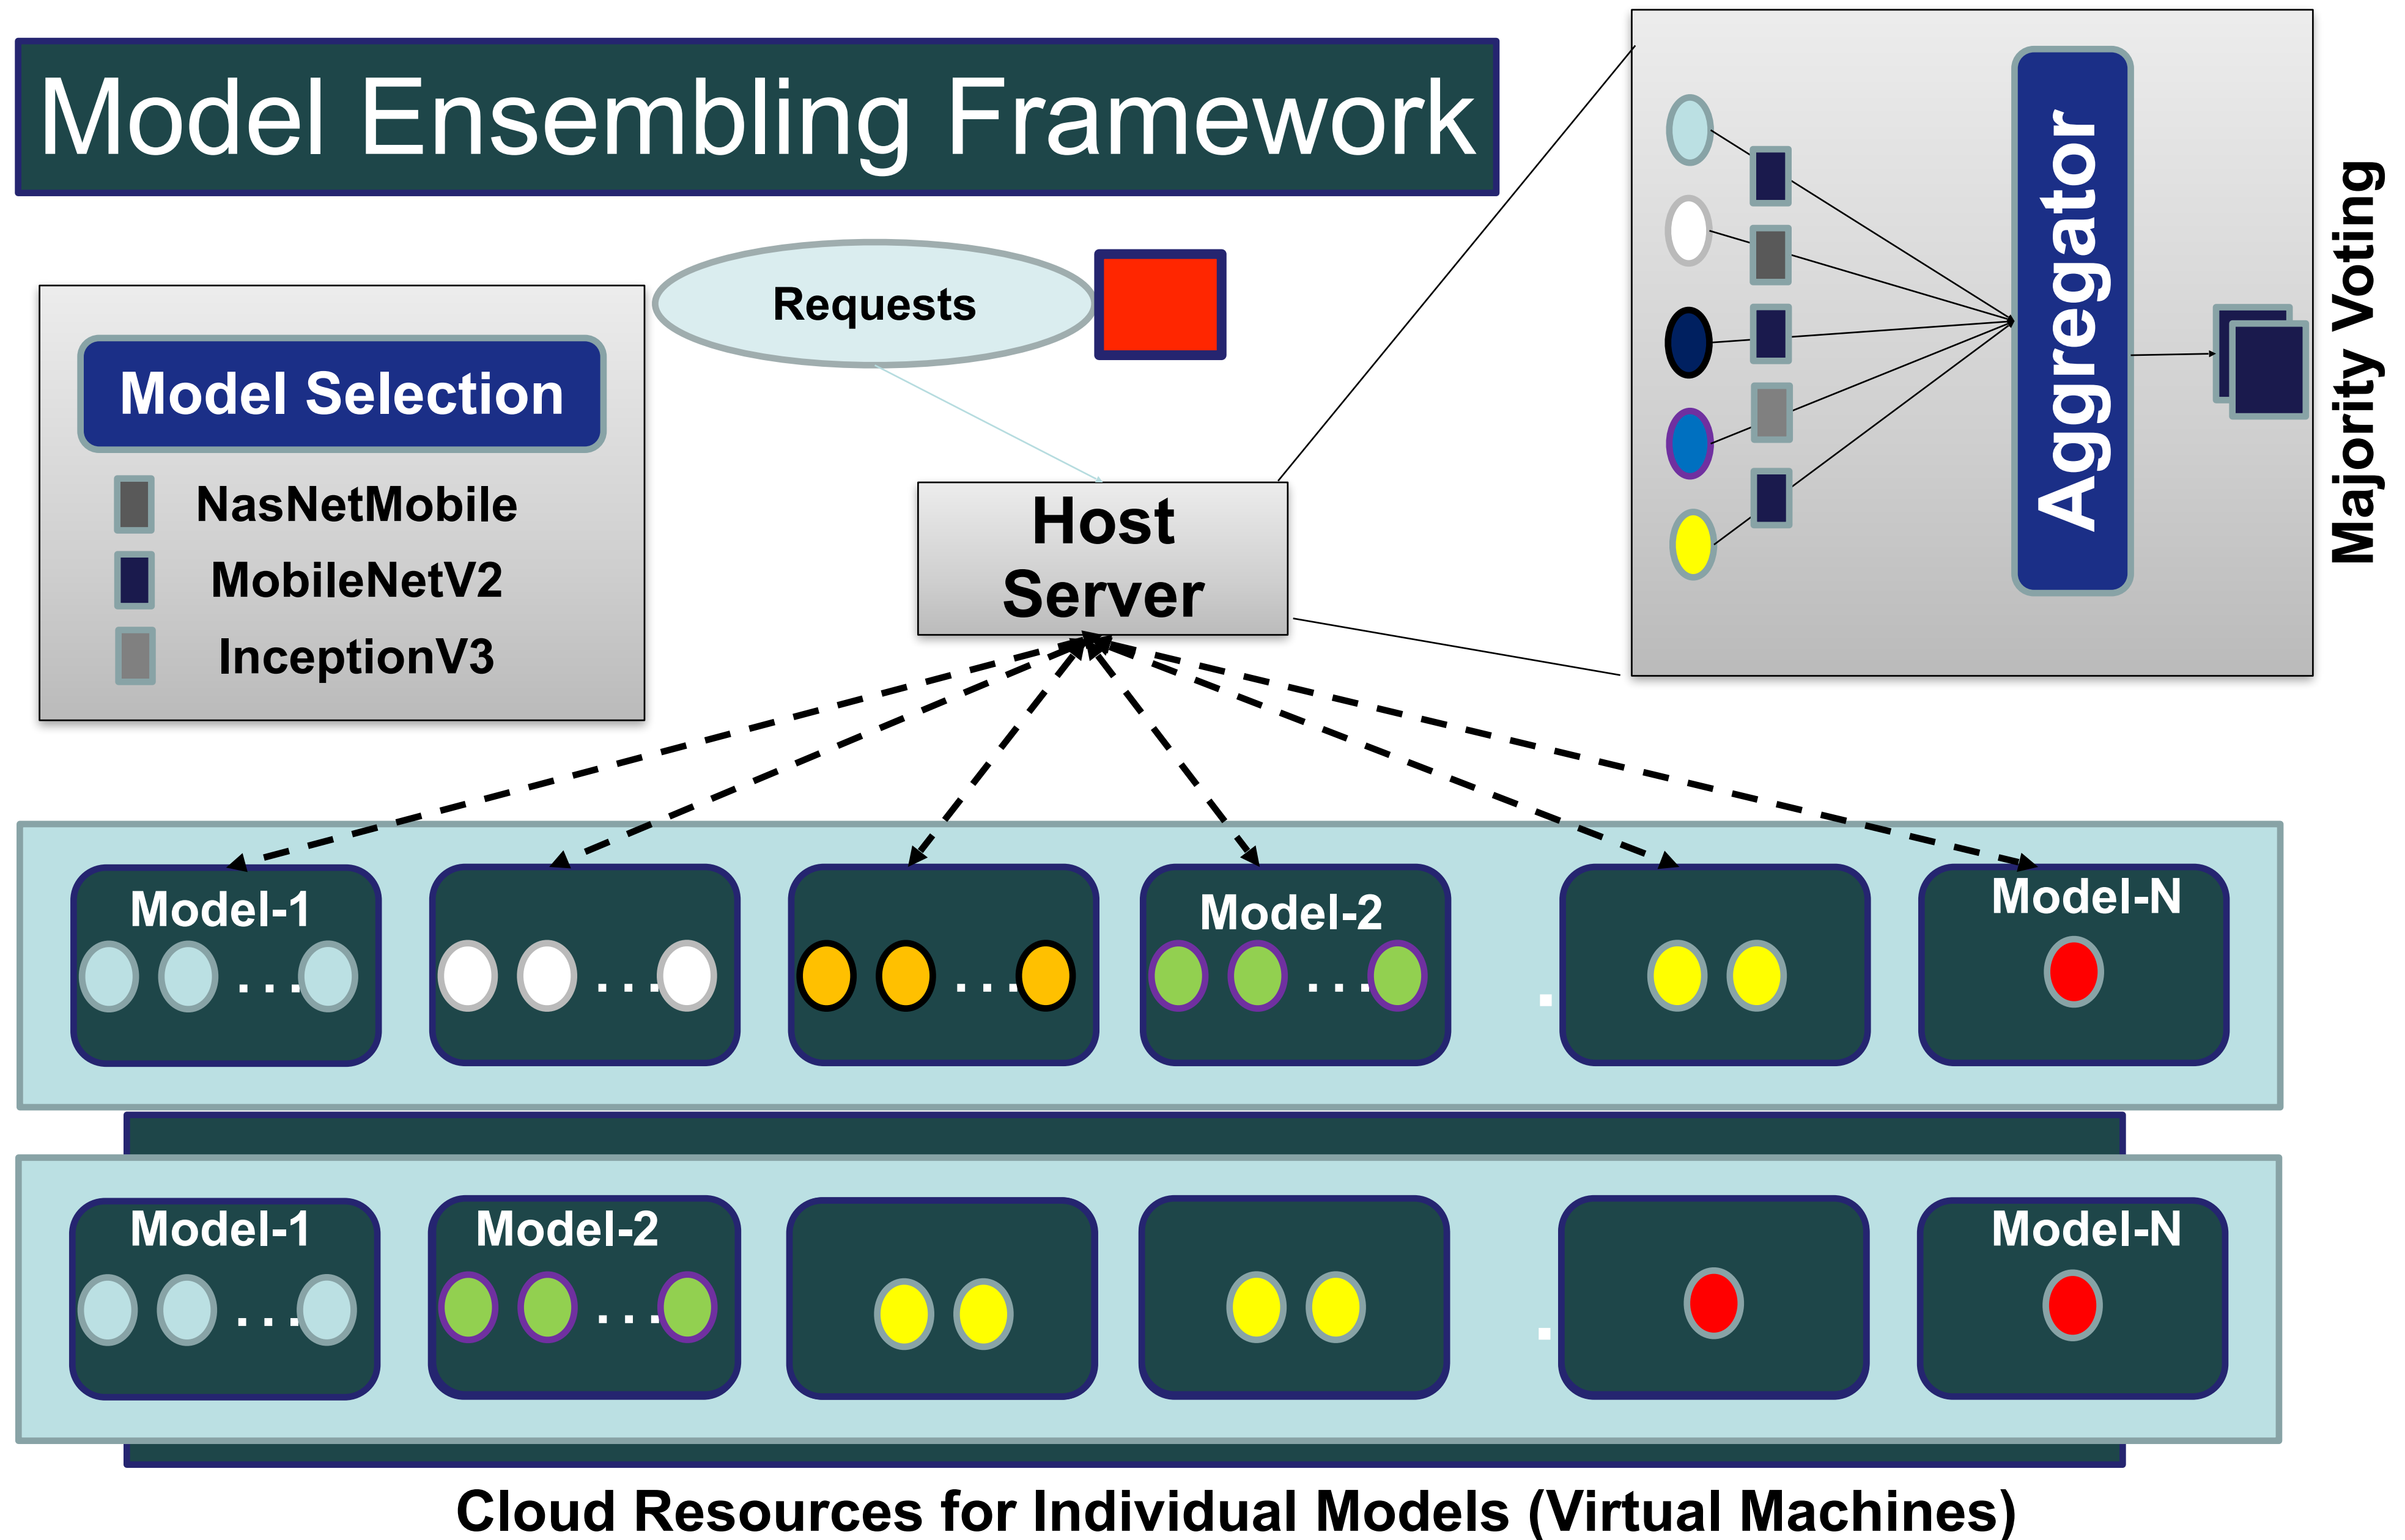 Model Ensembling Framework
Requests
Model Selection
NasNetMobile
MobileNetV2
InceptionV3
Host
Server
Aggregator
Majority Voting
Model-1
Model-2
Model-N
...
...
...
...
.
Model-1
Model-2
Model-N
...
...
.
Cloud Resources for Individual Models (Virtual Machines)